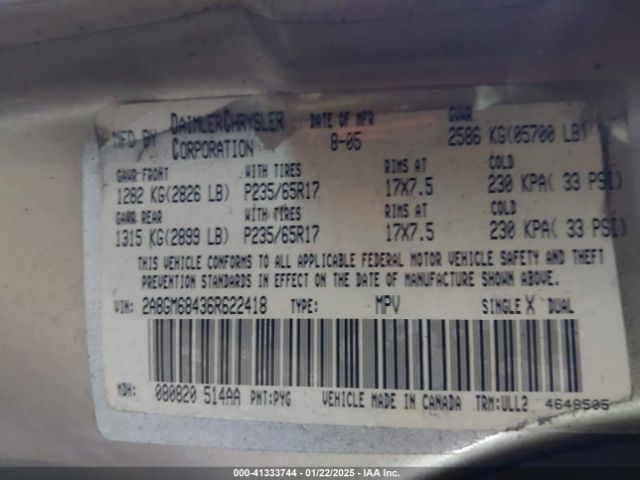 MFD BY DAIMLERCHRYSLER CORPORATION DATE OF MFR 8-05 GVWR 2586 KG(05700 LB)
GAWR FRONT WITH TIRES RIMS AT COLD
1282 KG(2826 LB) P235/65R17 17X7.5 230 KPA( 33 PSI)
GAWR REAR WITH TIRES RIMS AT COLD
1315 KG(2899 LB) P235/65R17 17X7.5 230 KPA( 33 PSI)
THIS VEHICLE CONFORMS TO ALL APPLICABLE FEDERAL MOTOR VEHICLE SAFETY AND THEFT
PREVENTION STANDARDS IN EFFECT ON THE DATE OF MANUFACTURE SHOWN ABOVE.
VIN: 2A8GM68436R622418 TYPE: MPV SINGLE X DUAL
MDH: 080820 514AA PNT:PYG VEHICLE MADE IN CANADA TRM:ULL2 4648505
000-41333744 - 01/22/2025 - IAA Inc.